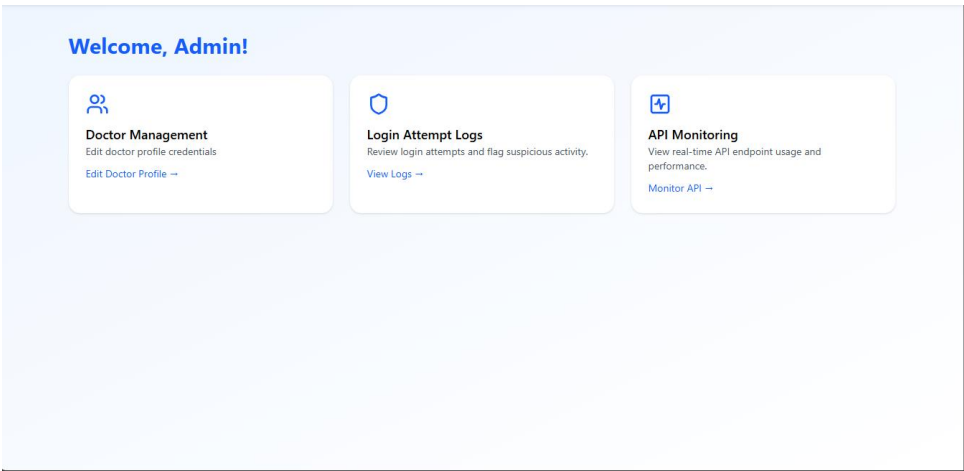 Welcome, Admin!
Doctor Management
Edit doctor profile credentials
Edit Doctor Profile →
Login Attempt Logs
Review login attempts and flag suspicious activity.
View Logs →
API Monitoring
View real-time API endpoint usage and
performance.
Monitor API →